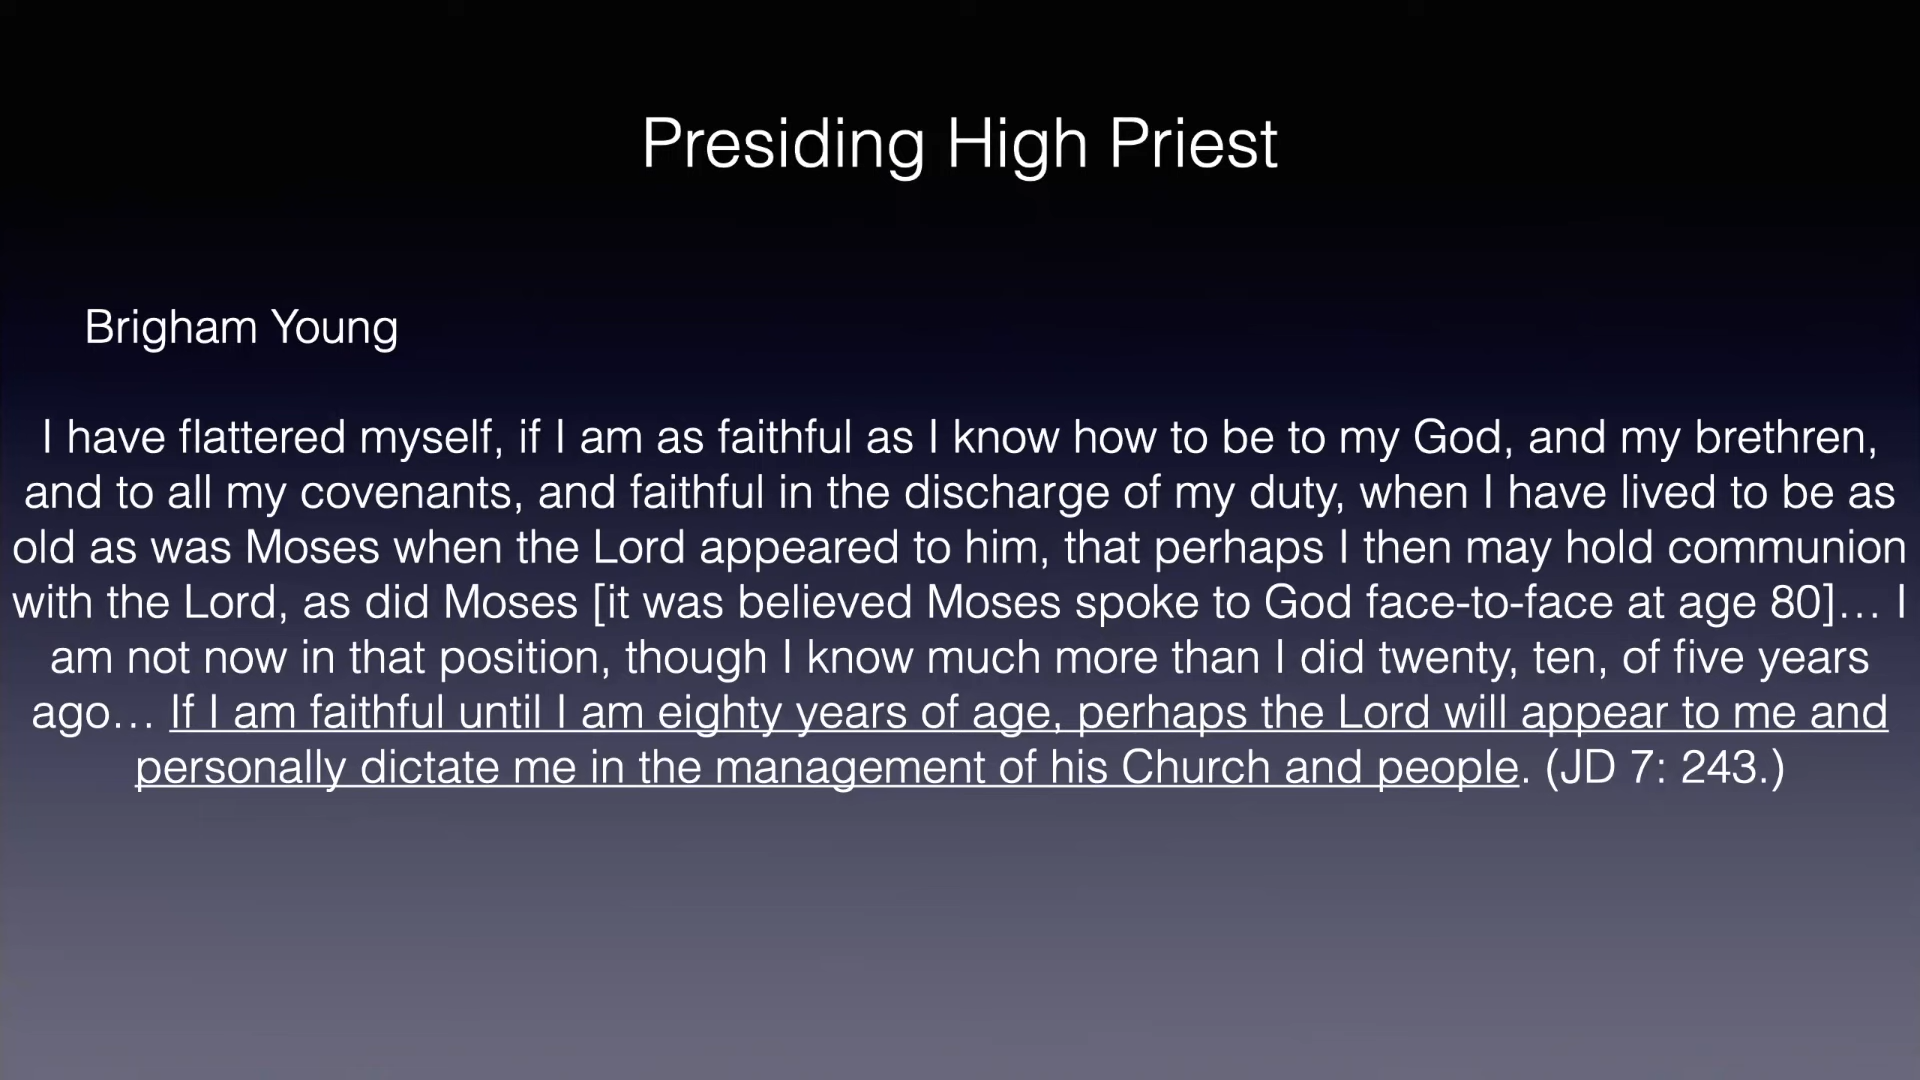 Presiding High Priest
Brigham Young
I have flattered myself, if I am as faithful as I know how to be to my God, and my brethren,
and to all my covenants, and faithful in the discharge of my duty, when I have lived to be as
old as was Moses when the Lord appeared to him, that perhaps I then may hold communion
with the Lord, as did Moses [it was believed Moses spoke to God face-to-face at age 80]… I
am not now in that position, though I know much more than I did twenty, ten, of five years
ago… If I am faithful until I am eighty years of age, perhaps the Lord will appear to me and
personally dictate me in the management of his Church and people. (JD 7: 243.)